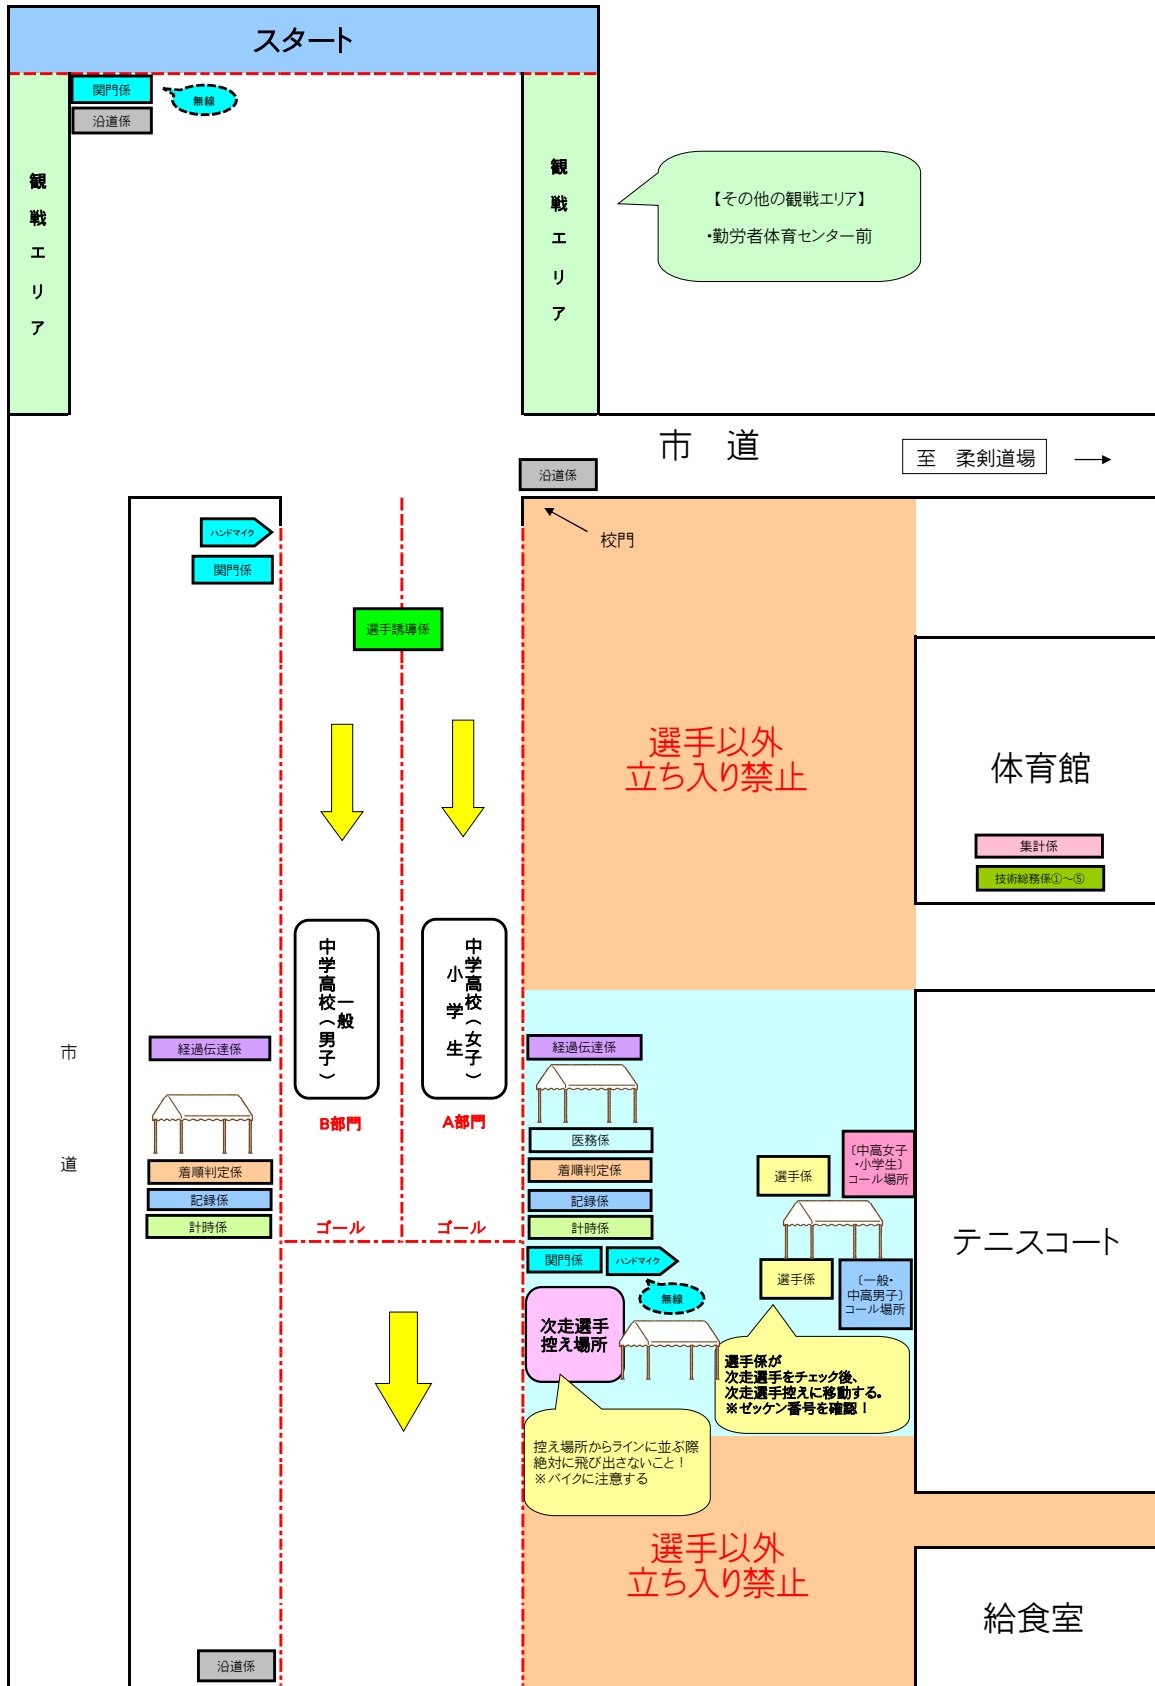 スタート
関門係
無線
沿道係
観戦エリア
観戦エリア
【その他の観戦エリア】
・勤労者体育センター前
市　道
至　柔剣道場　→
沿道係
校門
ハンドマイク
関門係
選手誘導係
選手以外
立ち入り禁止
体育館
集計係
技術総務係①～⑤
一般
中学高校（男子）
中学高校（女子）
小学生
市　道
経過伝達係
経過伝達係
B部門
A部門
医務係
着順判定係
着順判定係
記録係
記録係
計時係
計時係
ゴール
ゴール
選手係
〔中高女子
・小学生〕
コール場所
テニスコート
関門係
ハンドマイク
無線
選手係
〔一般・
中高男子〕
コール場所
次走選手
控え場所
選手係が
次走選手をチェック後、
次走選手控えに移動する。
※ゼッケン番号を確認！
控え場所からラインに並ぶ際
絶対に飛び出さないこと！
※バイクに注意する
選手以外
立ち入り禁止
給食室
沿道係